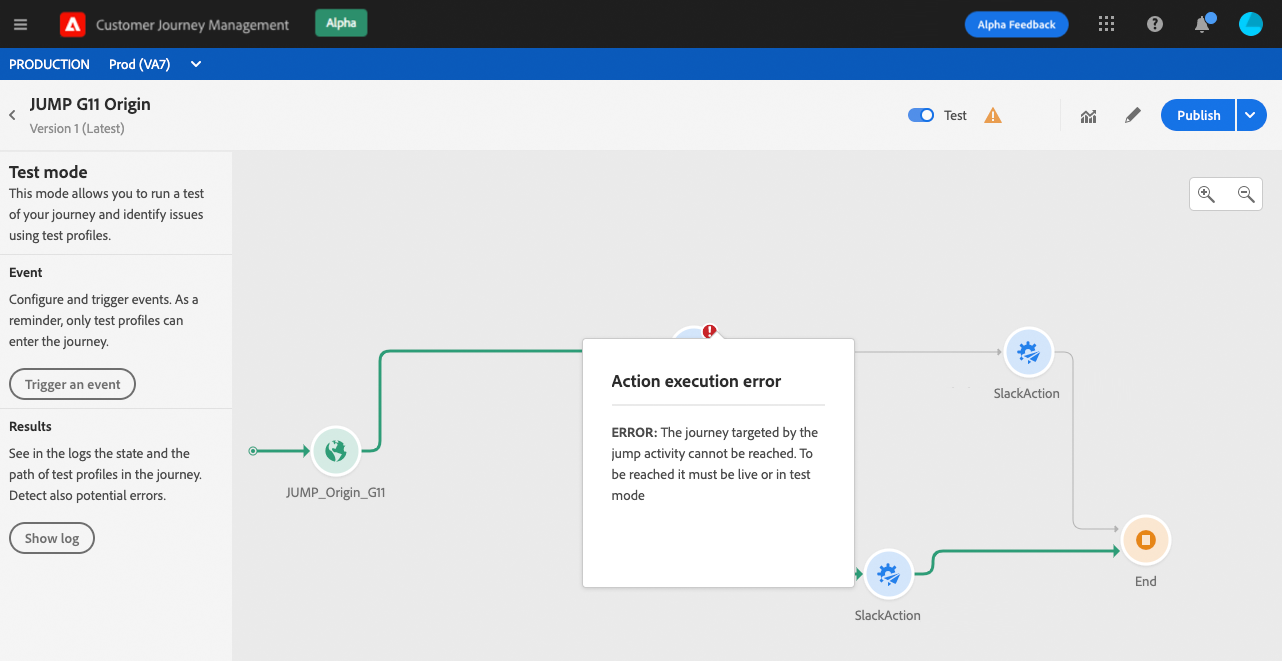 Customer Journey Management
Alpha
Alpha Feedback
PRODUCTION
Prod (VA7)
JUMP G11 Origin
Version 1 (Latest)
Test
Publish
Test mode
This mode allows you to run a test
of your journey and identify issues
using test profiles.
Event
Configure and trigger events. As a
reminder, only test profiles can
enter the journey.
Trigger an event
Results
See in the logs the state and the
path of test profiles in the journey.
Detect also potential errors.
Show log
JUMP_Origin_G11
Action execution error
ERROR: The journey targeted by the
jump activity cannot be reached. To
be reached it must be live or in test
mode
SlackAction
SlackAction
End